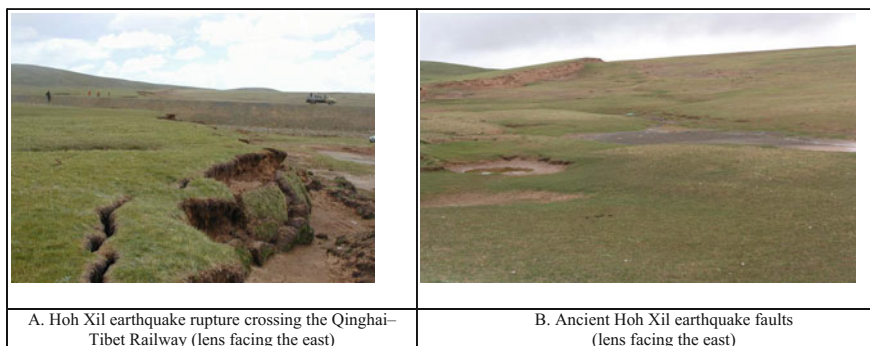 A. Hoh Xil earthquake rupture crossing the Qinghai–
Tibet Railway (lens facing the east)
B. Ancient Hoh Xil earthquake faults
(lens facing the east)